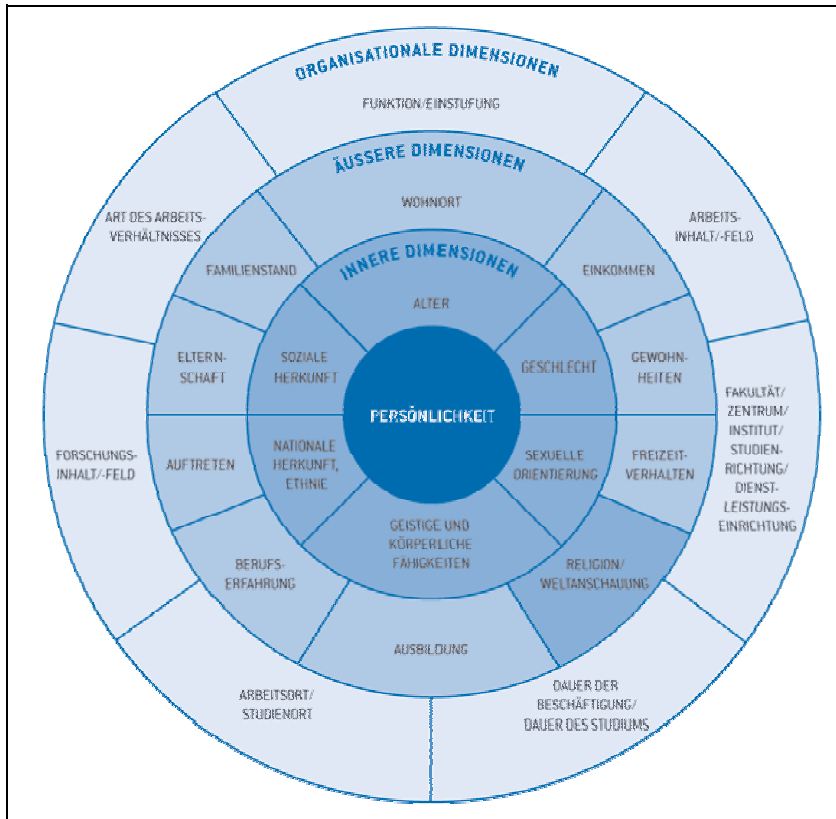 ORGANISATIONALE DIMENSIONEN
FUNKTION/EINSTUFUNG
ARBEITS-
INHALT/-FELD
FAKULTÄT/
ZENTRUM/
INSTITUT/
STUDIEN-
RICHTUNG/
DIENST-
LEISTUNGS-
EINRICHTUNG
DAUER DER
BESCHÄFTIGUNG/
DAUER DES STUDIUMS
ARBEITSORT/
STUDIENORT
FORSCHUNGS-
INHALT/-FELD
ART DES ARBEITS-
VERHÄLTNISSES
ÄUSSERE DIMENSIONEN
WOHNORT
EINKOMMEN
GEWOHN-
HEITEN
FREIZEIT-
VERHALTEN
RELIGION/
WELTANSCHAUUNG
AUSBILDUNG
BERUFS-
ERFAHRUNG
AUFTRETEN
ELTERN-
SCHAFT
FAMILIENSTAND
INNERE DIMENSIONEN
ALTER
GESCHLECHT
SEXUELLE
ORIENTIERUNG
GEISTIGE UND
KÖRPERLICHE
FÄHIGKEITEN
NATIONALE
HERKUNFT,
ETHNIE
SOZIALE
HERKUNFT
PERSÖNLICHKEIT